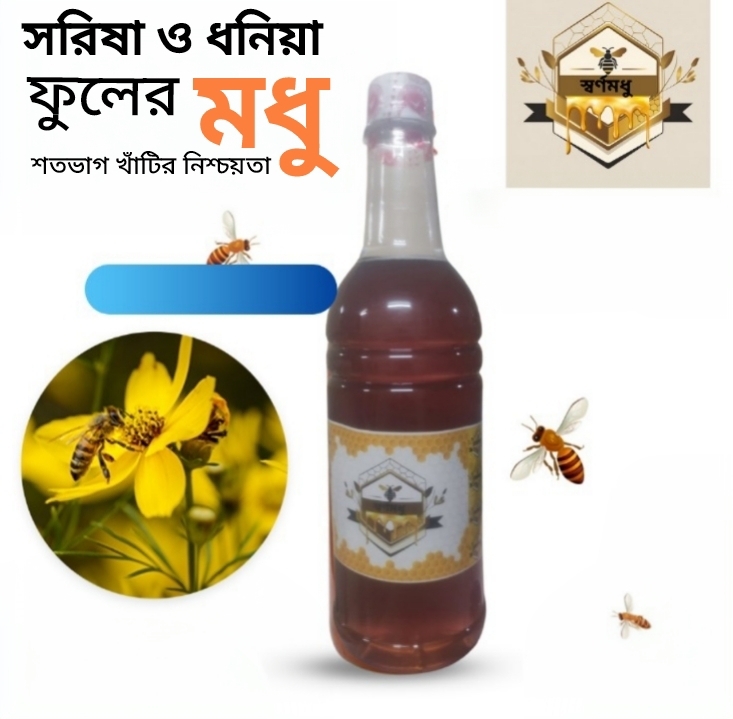 সরিষা ও ধনিয়া
ফুলের মধু
শতভাগ খাঁটির নিশ্চয়তা
স্বর্ণমধু